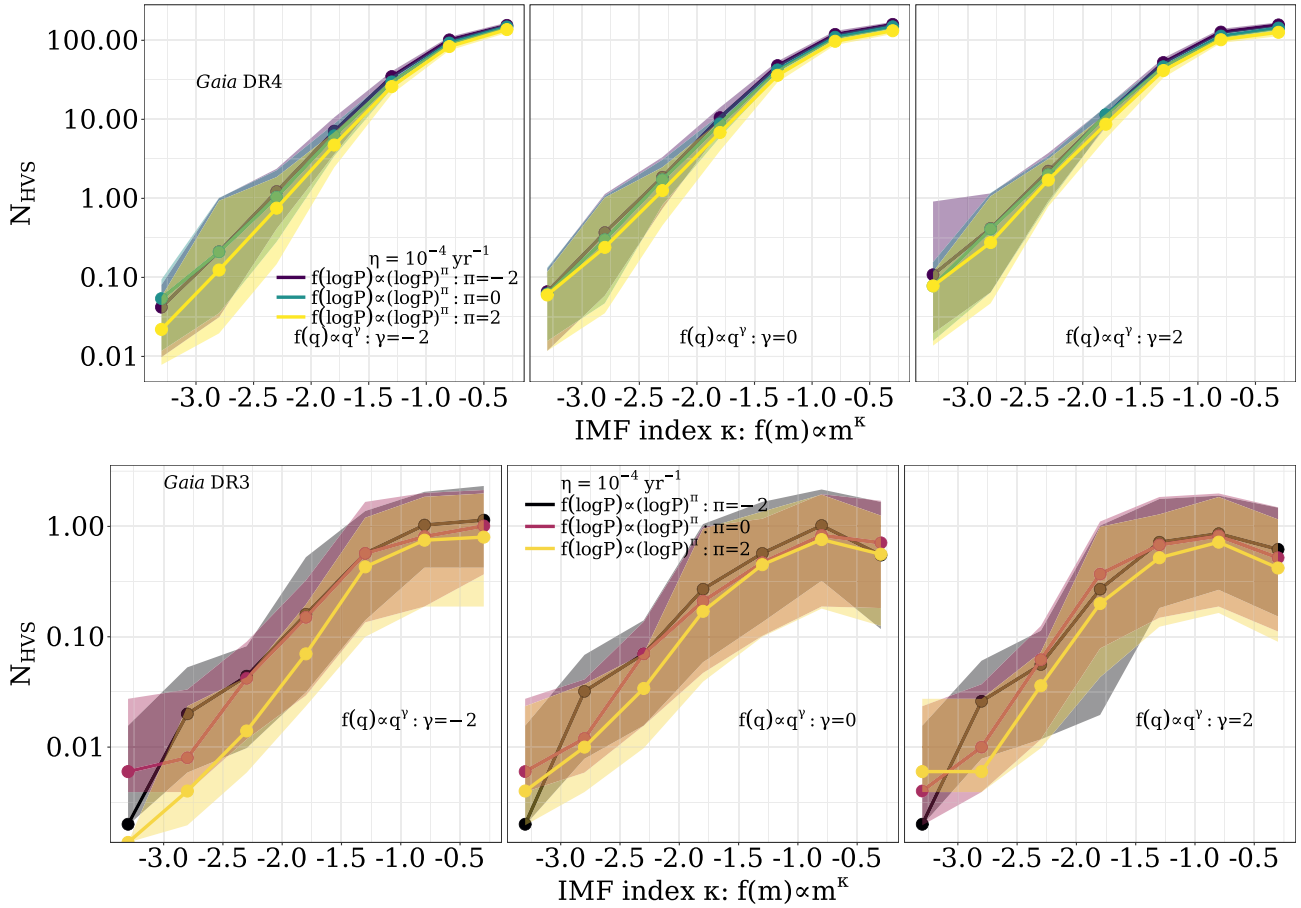 Gaia DR4
N_HVS
100.00
10.00
1.00
0.10
0.01
η = 10⁻⁴ yr⁻¹
f(logP)∝(logP)^π : π=−2
f(logP)∝(logP)^π : π=0
f(logP)∝(logP)^π : π=2
f(q)∝q^γ : γ=−2
f(q)∝q^γ : γ=0
f(q)∝q^γ : γ=2
-3.0 -2.5 -2.0 -1.5 -1.0 -0.5
-3.0 -2.5 -2.0 -1.5 -1.0 -0.5
-3.0 -2.5 -2.0 -1.5 -1.0 -0.5
IMF index κ: f(m)∝m^κ
Gaia DR3
N_HVS
1.00
0.10
0.01
η = 10⁻⁴ yr⁻¹
f(logP)∝(logP)^π : π=−2
f(logP)∝(logP)^π : π=0
f(logP)∝(logP)^π : π=2
f(q)∝q^γ : γ=−2
f(q)∝q^γ : γ=0
f(q)∝q^γ : γ=2
-3.0 -2.5 -2.0 -1.5 -1.0 -0.5
-3.0 -2.5 -2.0 -1.5 -1.0 -0.5
-3.0 -2.5 -2.0 -1.5 -1.0 -0.5
IMF index κ: f(m)∝m^κ